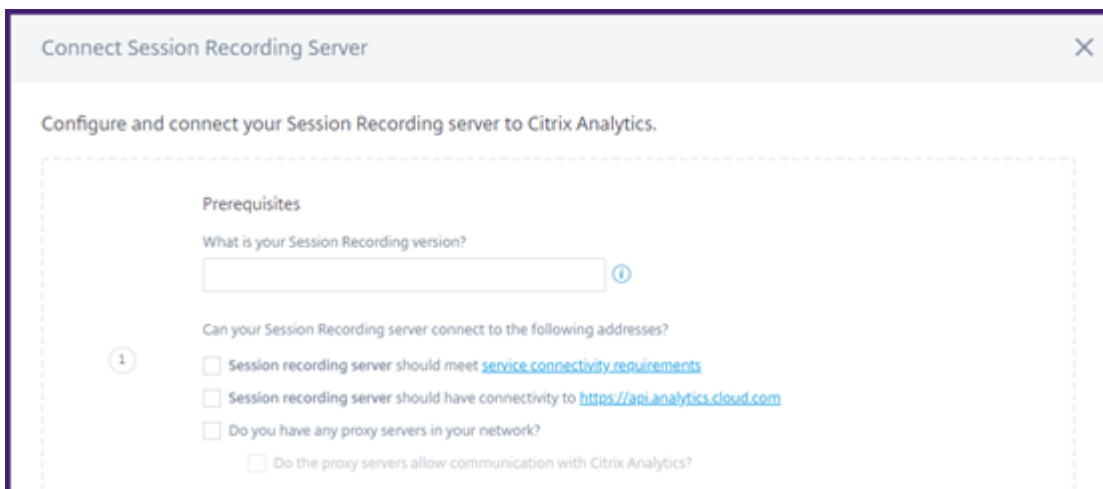 Connect Session Recording Server
Configure and connect your Session Recording server to Citrix Analytics.
Prerequisites
What is your Session Recording version?
i
Can your Session Recording server connect to the following addresses?
1
Session recording server should meet service connectivity requirements
Session recording server should have connectivity to https://api.analytics.cloud.com
Do you have any proxy servers in your network?
Do the proxy servers allow communication with Citrix Analytics?